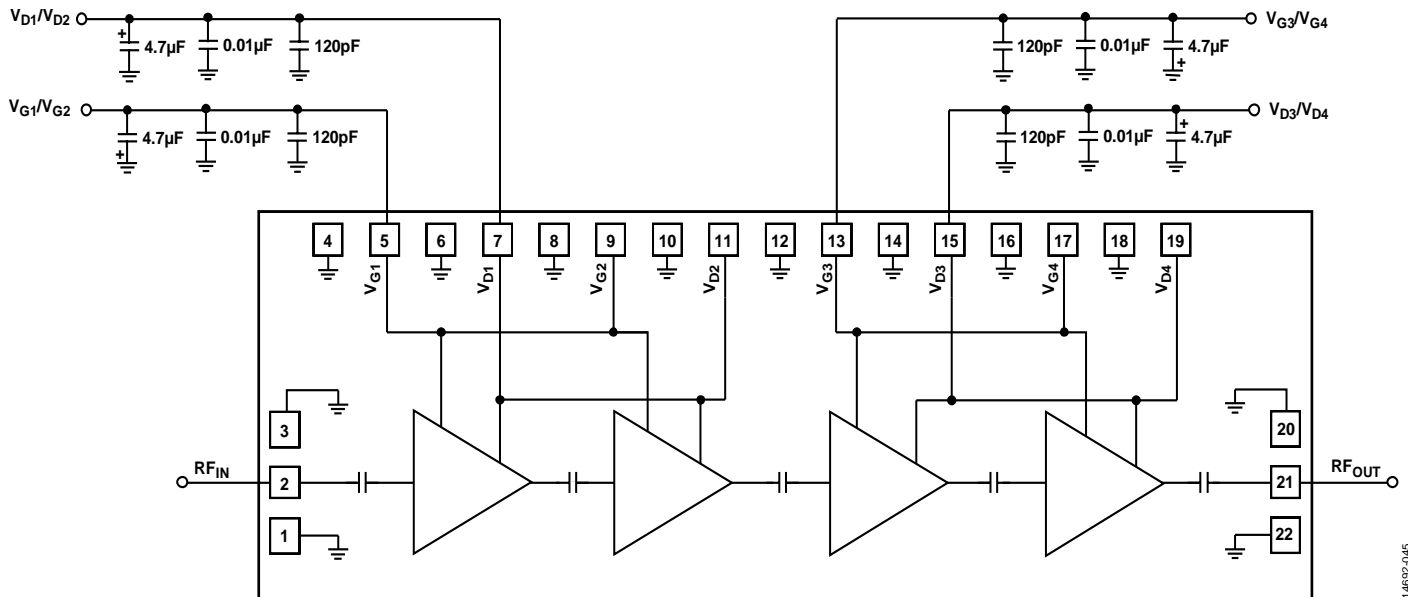 VD1/VD2
+
4.7µF
0.01µF
120pF
VG3/VG4
120pF
0.01µF
4.7µF
+
VG1/VG2
4.7µF
+
0.01µF
120pF
VD3/VD4
120pF
0.01µF
+
4.7µF
4 5 6 7 8 9 10 11 12 13 14 15 16 17 18 19
VG1 VD1 VG2 VD2 VG3 VD3 VG4 VD4
3
20
RFIN
2
21
RFOUT
1
22
14692-045